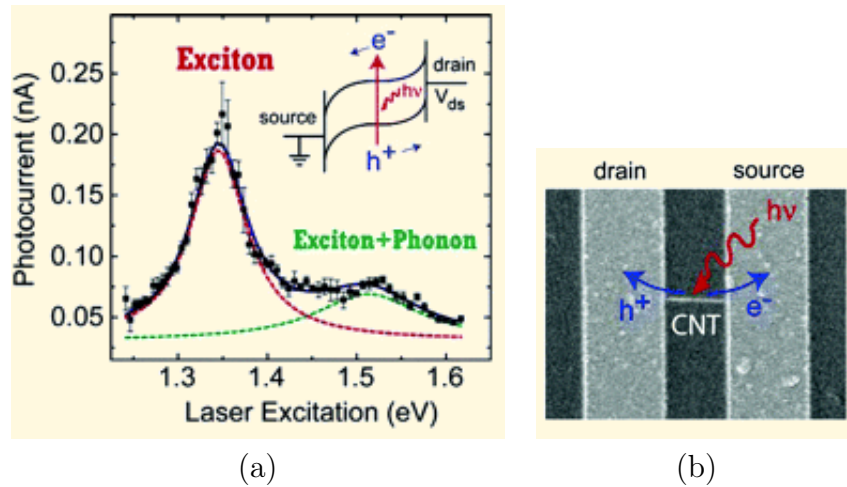 Exciton
e⁻
drain
hν
V_ds
source
h⁺
Exciton+Phonon
0.25
0.20
0.15
0.10
0.05
Photocurrent (nA)
1.3 1.4 1.5 1.6
Laser Excitation (eV)
(a)
drain source
hν
h⁺ e⁻
CNT
(b)